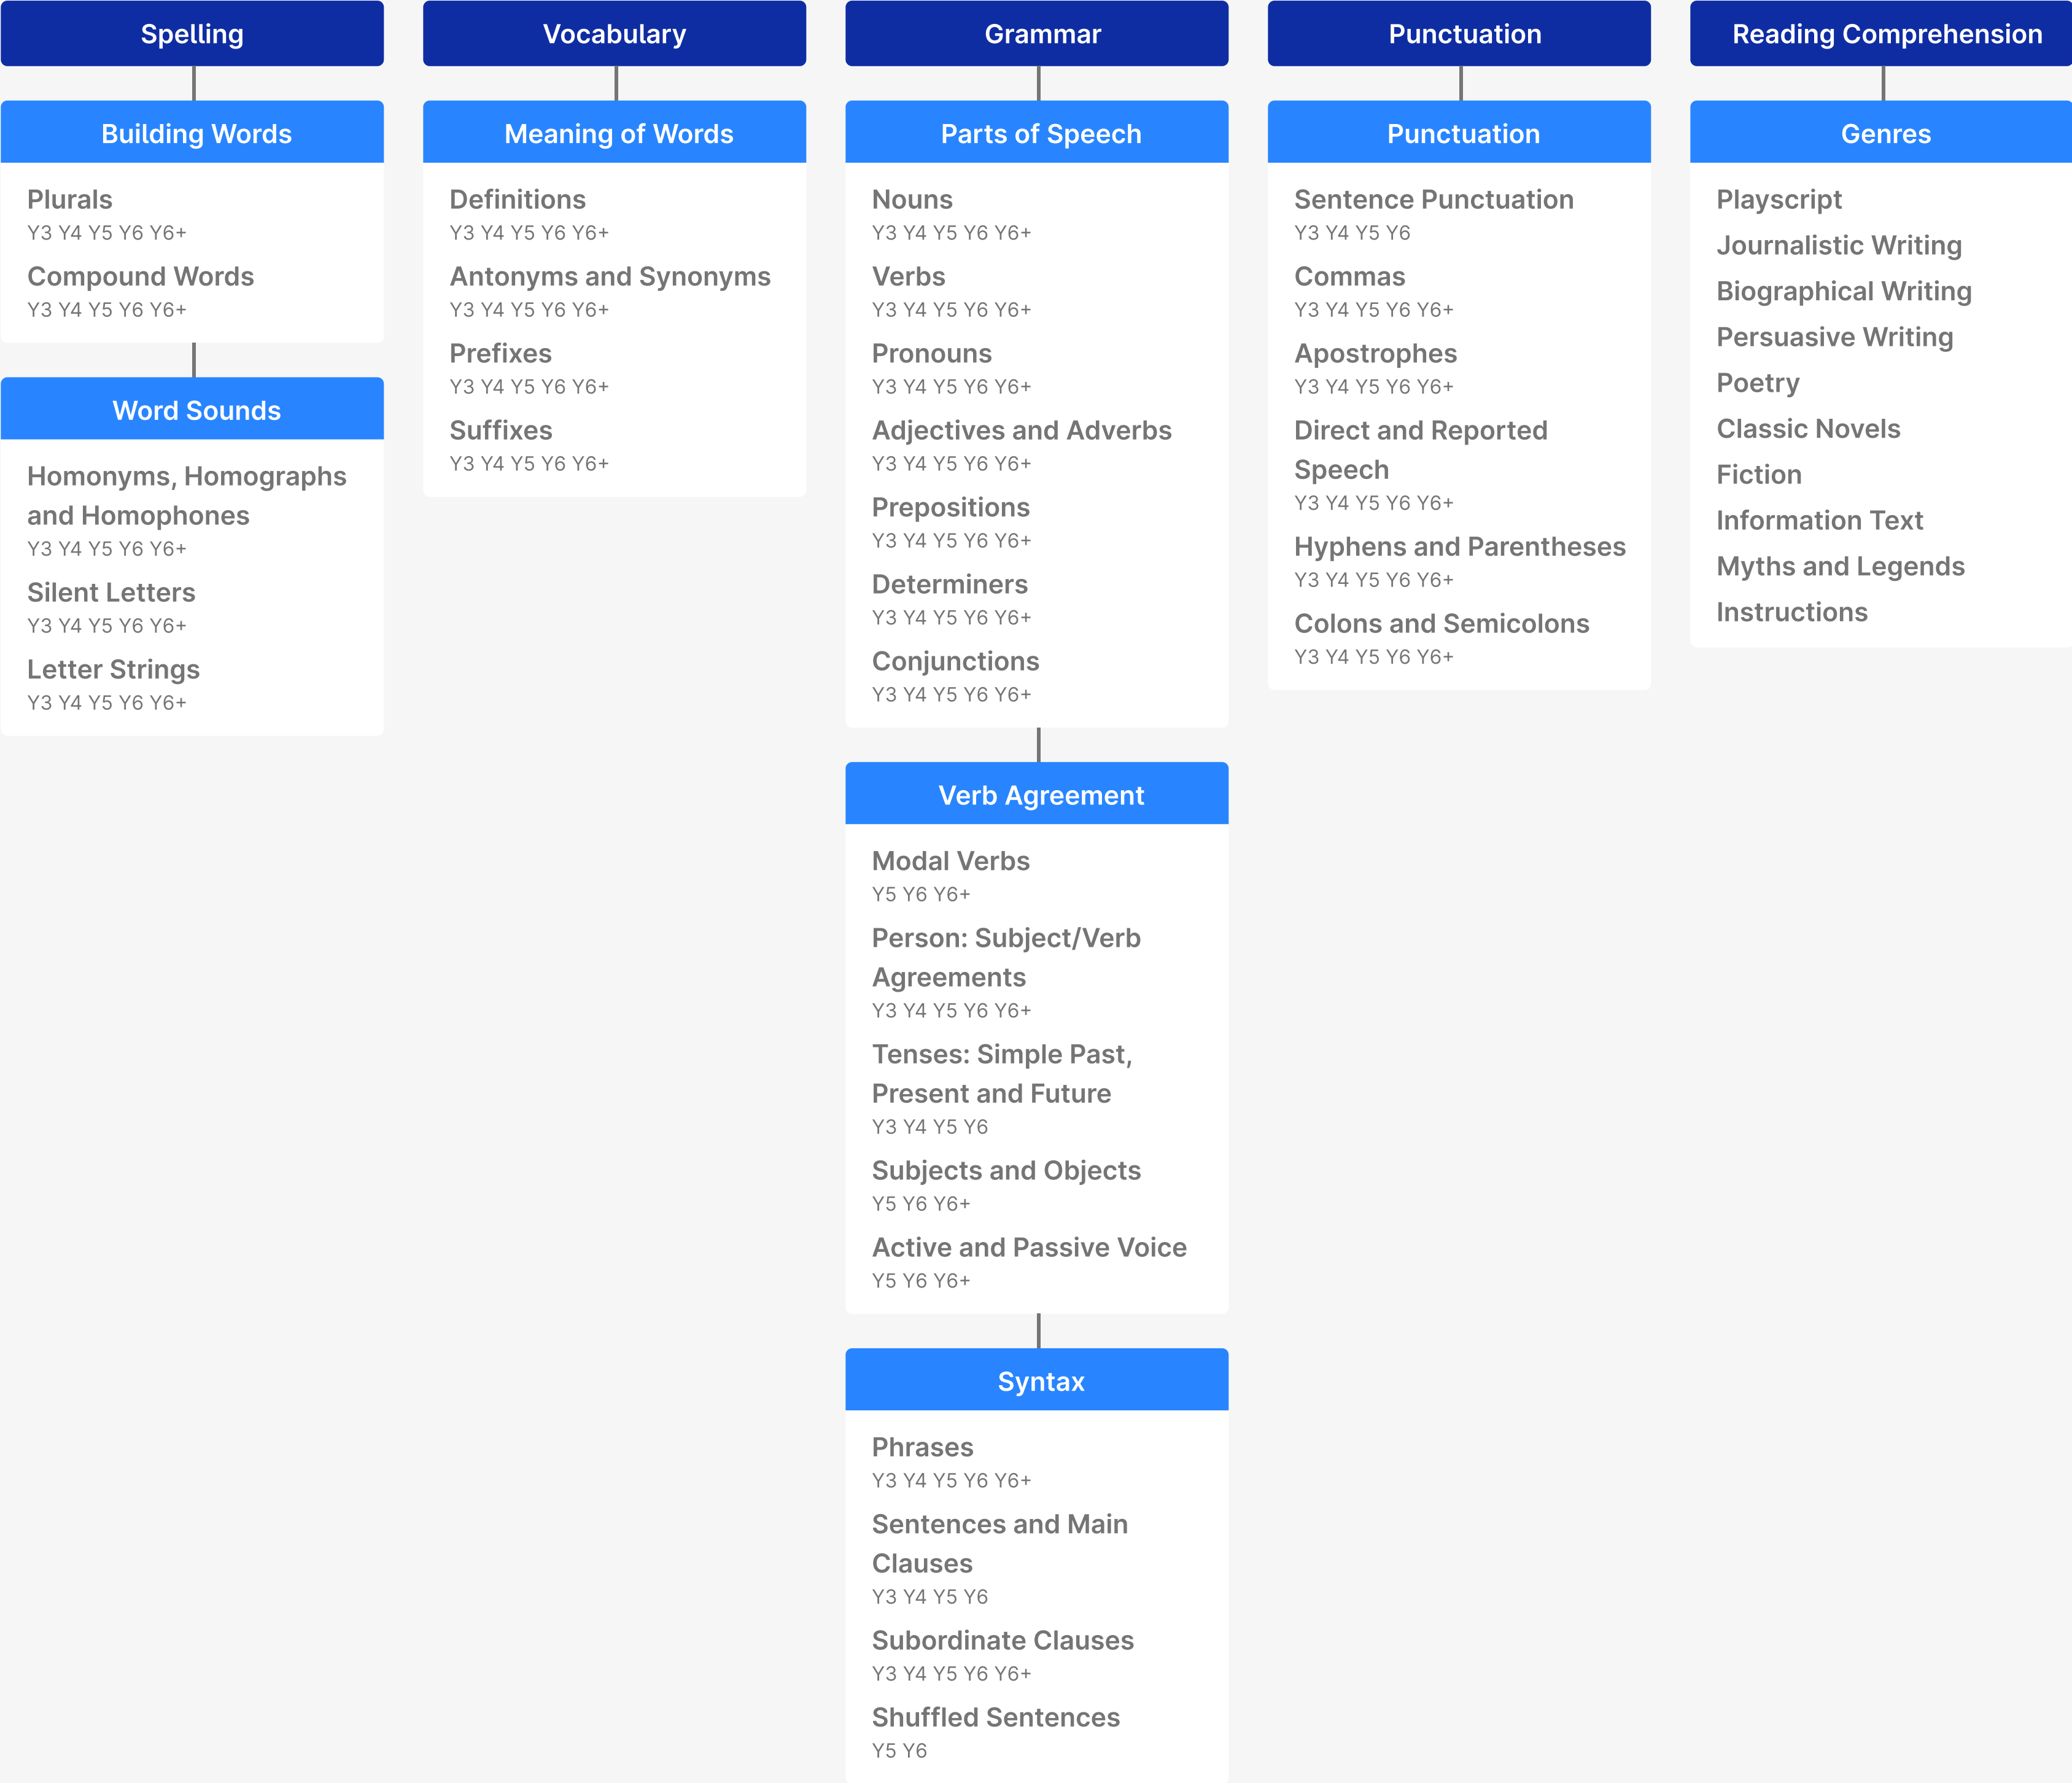 Spelling
Building Words
Plurals
Y3 Y4 Y5 Y6 Y6+
Compound Words
Y3 Y4 Y5 Y6 Y6+
Word Sounds
Homonyms, Homographs
and Homophones
Y3 Y4 Y5 Y6 Y6+
Silent Letters
Y3 Y4 Y5 Y6 Y6+
Letter Strings
Y3 Y4 Y5 Y6 Y6+
Vocabulary
Meaning of Words
Definitions
Y3 Y4 Y5 Y6 Y6+
Antonyms and Synonyms
Y3 Y4 Y5 Y6 Y6+
Prefixes
Y3 Y4 Y5 Y6 Y6+
Suffixes
Y3 Y4 Y5 Y6 Y6+
Grammar
Parts of Speech
Nouns
Y3 Y4 Y5 Y6 Y6+
Verbs
Y3 Y4 Y5 Y6 Y6+
Pronouns
Y3 Y4 Y5 Y6 Y6+
Adjectives and Adverbs
Y3 Y4 Y5 Y6 Y6+
Prepositions
Y3 Y4 Y5 Y6 Y6+
Determiners
Y3 Y4 Y5 Y6 Y6+
Conjunctions
Y3 Y4 Y5 Y6 Y6+
Verb Agreement
Modal Verbs
Y5 Y6 Y6+
Person: Subject/Verb
Agreements
Y3 Y4 Y5 Y6 Y6+
Tenses: Simple Past,
Present and Future
Y3 Y4 Y5 Y6
Subjects and Objects
Y5 Y6 Y6+
Active and Passive Voice
Y5 Y6 Y6+
Syntax
Phrases
Y3 Y4 Y5 Y6 Y6+
Sentences and Main
Clauses
Y3 Y4 Y5 Y6
Subordinate Clauses
Y3 Y4 Y5 Y6 Y6+
Shuffled Sentences
Y5 Y6
Punctuation
Punctuation
Sentence Punctuation
Y3 Y4 Y5 Y6
Commas
Y3 Y4 Y5 Y6 Y6+
Apostrophes
Y3 Y4 Y5 Y6 Y6+
Direct and Reported
Speech
Y3 Y4 Y5 Y6 Y6+
Hyphens and Parentheses
Y3 Y4 Y5 Y6 Y6+
Colons and Semicolons
Y3 Y4 Y5 Y6 Y6+
Reading Comprehension
Genres
Playscript
Journalistic Writing
Biographical Writing
Persuasive Writing
Poetry
Classic Novels
Fiction
Information Text
Myths and Legends
Instructions